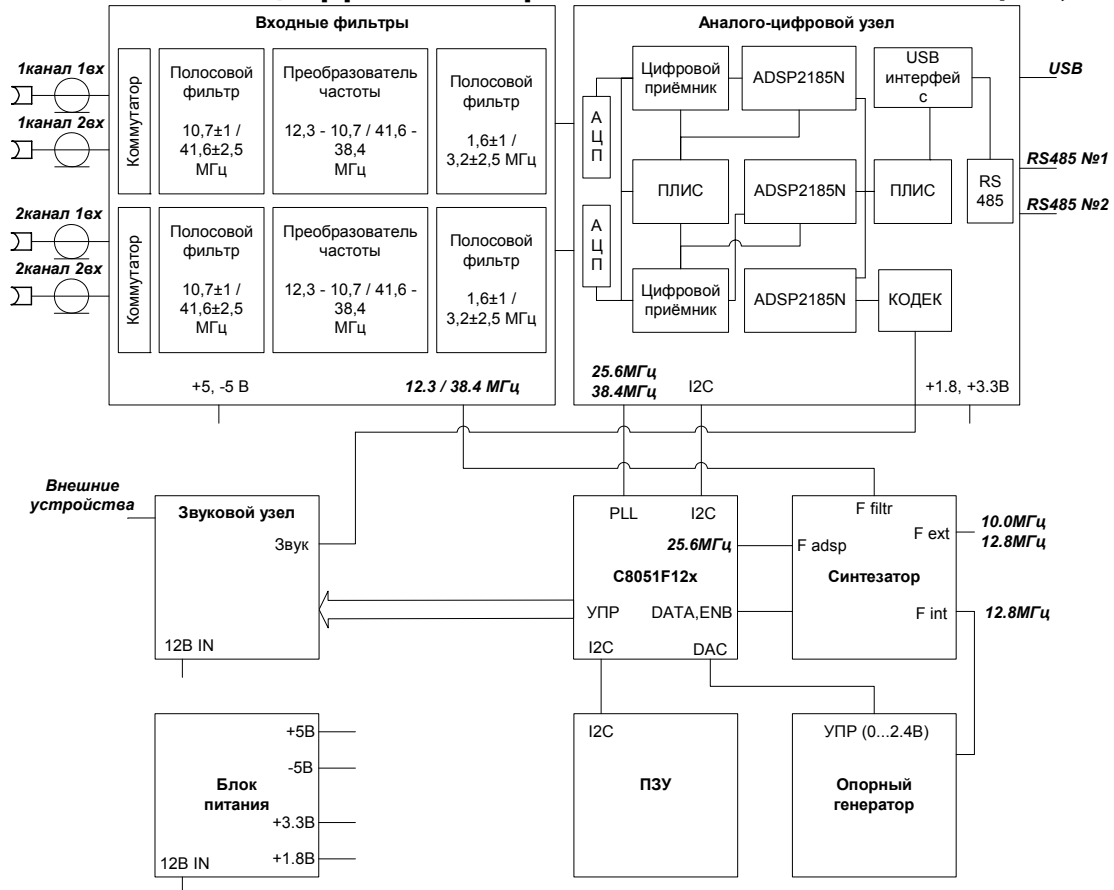 Входные фильтры
Аналого-цифровой узел
1канал 1вх
1канал 2вх
2канал 1вх
2канал 2вх
Коммутатор
Полосовой
фильтр
10,7±1 /
41,6±2,5
МГц
Преобразователь
частоты
12,3 - 10,7 / 41,6 -
38,4
МГц
Полосовой
фильтр
1,6±1 /
3,2±2,5 МГц
Коммутатор
Полосовой
фильтр
10,7±1 /
41,6±2,5
МГц
Преобразователь
частоты
12,3 - 10,7 / 41,6 -
38,4
МГц
Полосовой
фильтр
1,6±1 /
3,2±2,5 МГц
+5, -5 В
12.3 / 38.4 МГц
А
Ц
П
А
Ц
П
Цифровой
приёмник
ADSP2185N
USB
интерфей
с
ПЛИС
ADSP2185N
ПЛИС
RS
485
Цифровой
приёмник
ADSP2185N
КОДЕК
USB
RS485 №1
RS485 №2
25.6МГц
38.4МГц
I2C
+1.8, +3.3В
Внешние
устройства
Звуковой узел
Звук
12В IN
PLL
I2C
25.6МГц
C8051F12x
УПР
DATA,ENB
I2C
DAC
F filtr
F ext
F adsp
Синтезатор
F int
10.0МГц
12.8МГц
12.8МГц
+5В
-5В
Блок
питания
+3.3В
+1.8В
12В IN
I2C
ПЗУ
УПР (0...2.4В)
Опорный
генератор